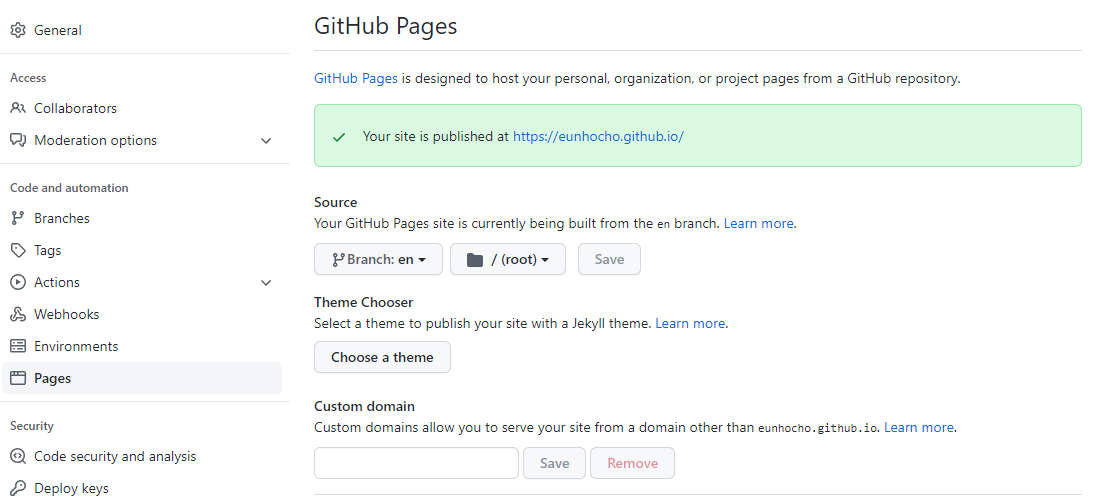 General
Access
Collaborators
Moderation options
Code and automation
Branches
Tags
Actions
Webhooks
Environments
Pages
Security
Code security and analysis
Deploy keys
GitHub Pages
GitHub Pages is designed to host your personal, organization, or project pages from a GitHub repository.
Your site is published at https://eunhocho.github.io/
Source
Your GitHub Pages site is currently being built from the en branch. Learn more.
Branch: en / (root) Save
Theme Chooser
Select a theme to publish your site with a Jekyll theme. Learn more.
Choose a theme
Custom domain
Custom domains allow you to serve your site from a domain other than eunhocho.github.io. Learn more.
Save Remove